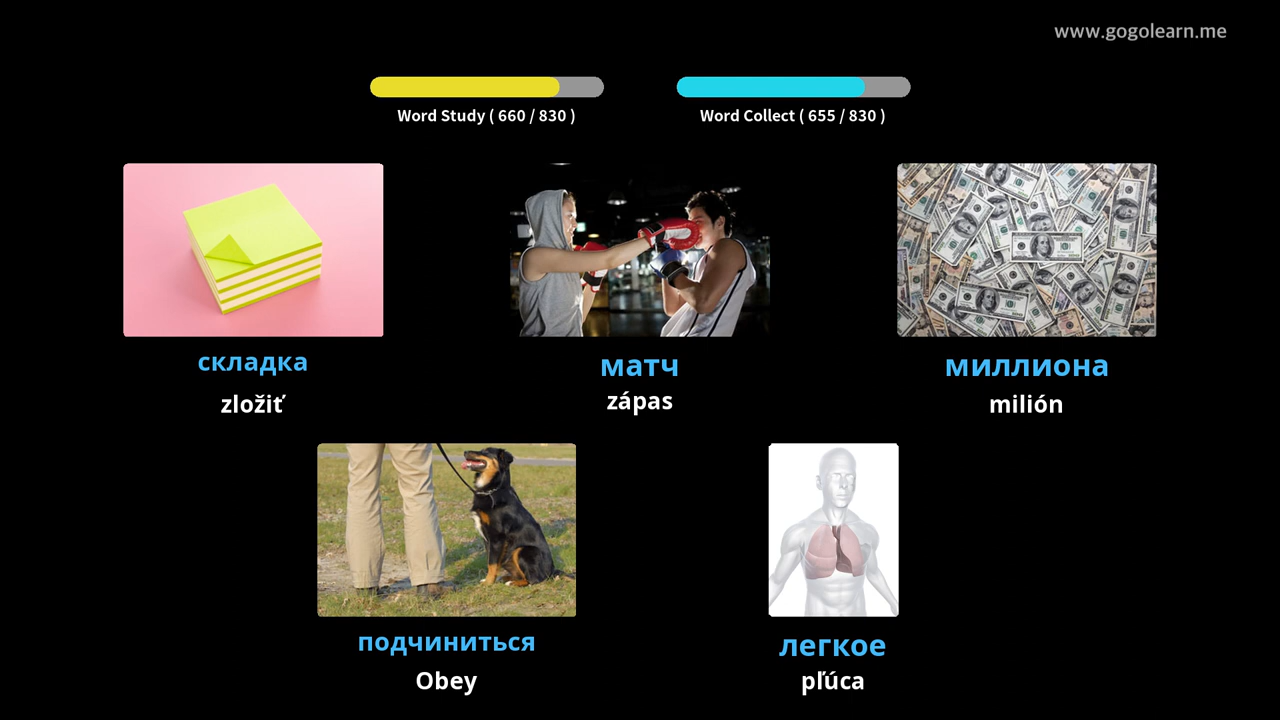 www.gogolearn.me
Word Study ( 660 / 830 )
Word Collect ( 655 / 830 )
складка
zložiť
матч
zápas
миллиона
milión
подчиниться
Obey
легкое
pľúca